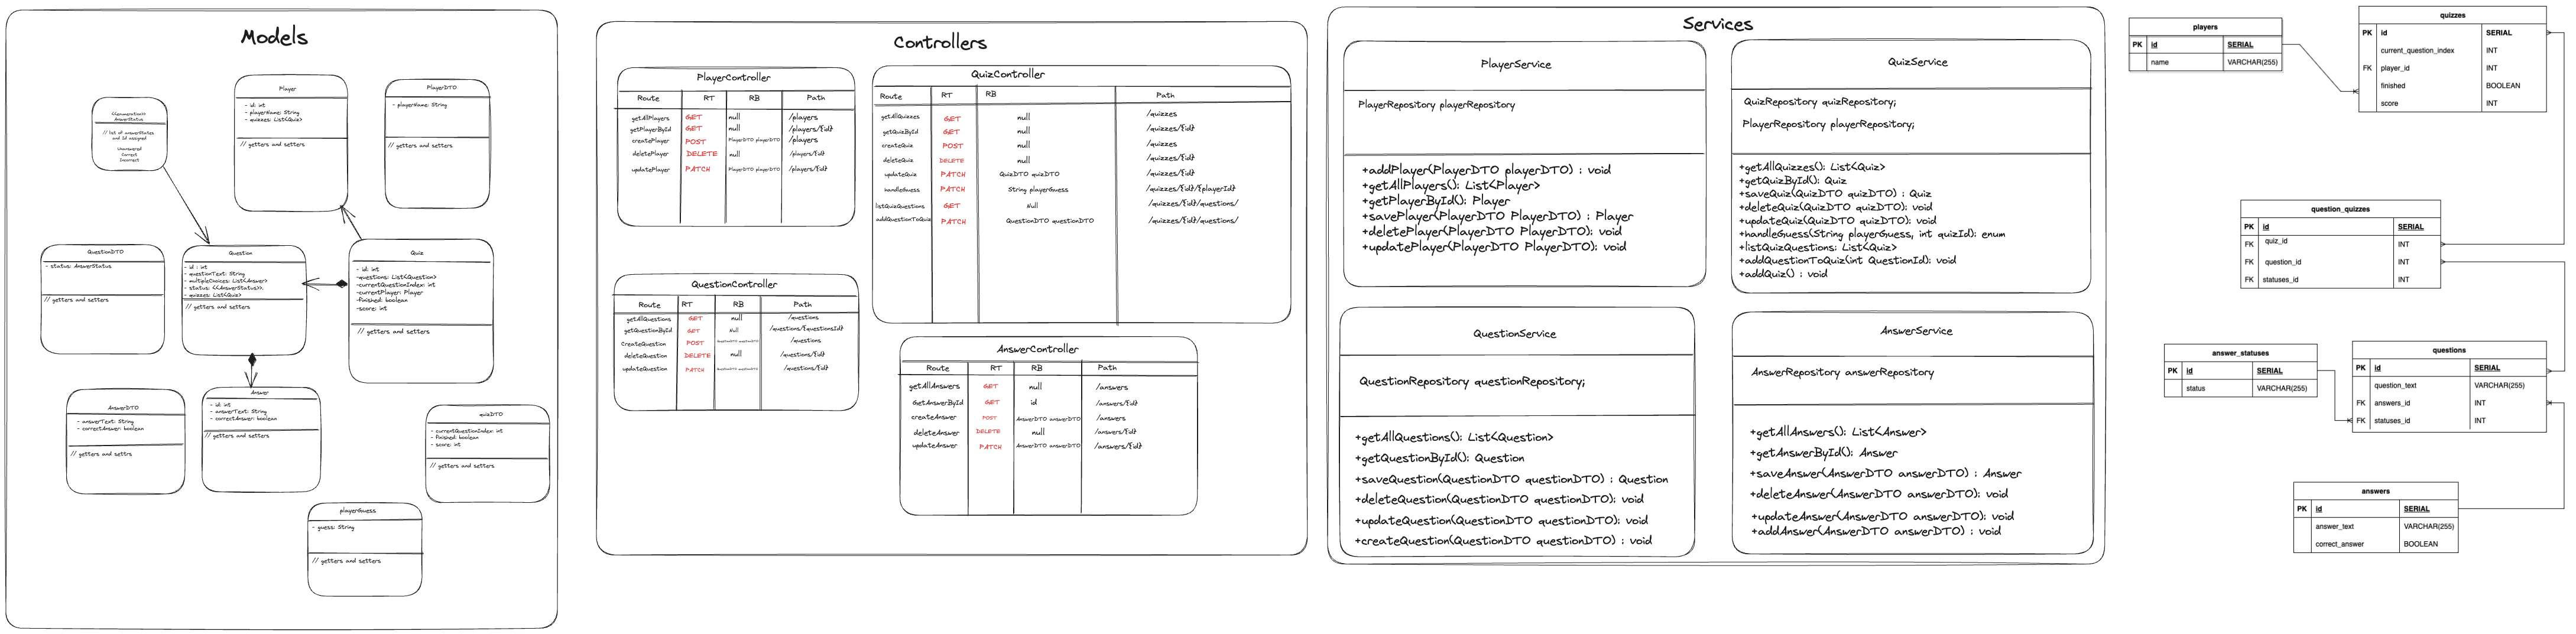 Models
<<enumeration>>
AnswerStatus
// list of answerStatus
and Id assigned
Unanswered
Correct
Incorrect
Player
- id: int
- playerName: String
- quizzes: List<Quiz>
// getters and setters
PlayerDTO
- playerName: String
// getters and setters
QuestionDTO
- status: AnswerStatus
// getters and setters
Question
- id : int
- questionText: String
- multipleChoices: List<Answer>
- status: <<AnswerStatus>>
- quizzes: List<Quiz>
// getters and setters
Quiz
- id: int
-questions: List<Question>
-currentQuestionIndex: int
-currentPlayer: Player
-finished: boolean
-score: int
// getters and setters
AnswerDTO
- answerText: String
- correctAnswer: boolean
// getters and settrs
Answer
- id: int
- answerText: String
- correctAnswer: boolean
// getters and setters
quizDTO
- currentQuestionIndex: int
- finished: boolean
- score: int
// getters and setters
playerGuess
- guess: String
// getters and setters
Controllers
PlayerController
Route RT RB Path
getAllPlayers GET null /players
getPlayerById GET null /players/{id}
createPlayer POST PlayerDTO playerDTO /players
deletePlayer DELETE null /players/{id}
updatePlayer PATCH PlayerDTO playerDTO /players/{id}
QuizController
Route RT RB Path
getAllQuizzes GET null /quizzes
getQuizById GET null /quizzes/{id}
createQuiz POST null /quizzes
deleteQuiz DELETE null /quizzes/{id}
updateQuiz PATCH QuizDTO quizDTO /quizzes/{id}
handleGuess PATCH String playerGuess /quizzes/{id}/{playerId}
listQuizQuestions GET Null /quizzes/{id}/questions/
addQuestionToQuiz PATCH QuestionDTO questionDTO /quizzes/{id}/questions/
QuestionController
Route RT RB Path
getAllQuestions GET null /questions
getQuestionById GET Null /questions/{questionsId}
CreateQuestion POST QuestionDTO questionDTO /questions
deleteQuestion DELETE null /questions/{id}
updateQuestion PATCH QuestionDTO questionDTO /questions/{id}
AnswerController
Route RT RB Path
getAllAnswers GET null /answers
GetAnswerById GET id /answers/{id}
createAnswer POST AnswerDTO answerDTO /answers
deleteAnswer DELETE null /answers/{id}
updateAnswer PATCH AnswerDTO answerDTO /answers/{id}
Services
PlayerService
PlayerRepository playerRepository
+addPlayer(PlayerDTO playerDTO) : void
+getAllPlayers(): List<Player>
+getPlayerById(): Player
+savePlayer(PlayerDTO PlayerDTO) : Player
+deletePlayer(PlayerDTO PlayerDTO): void
+updatePlayer(PlayerDTO PlayerDTO): void
QuizService
QuizRepository quizRepository;
PlayerRepository playerRepository;
+getAllQuizzes(): List<Quiz>
+getQuizById(): Quiz
+saveQuiz(QuizDTO quizDTO) : Quiz
+deleteQuiz(QuizDTO quizDTO): void
+updateQuiz(QuizDTO quizDTO): void
+handleGuess(String playerGuess, int quizId): enum
+listQuizQuestions: List<Quiz>
+addQuestionToQuiz(int QuestionId): void
+addQuiz() : void
QuestionService
QuestionRepository questionRepository;
+getAllQuestions(): List<Question>
+getQuestionById(): Question
+saveQuestion(QuestionDTO questionDTO) : Question
+deleteQuestion(QuestionDTO questionDTO): void
+updateQuestion(QuestionDTO questionDTO): void
+createQuestion(QuestionDTO questionDTO) : void
AnswerService
AnswerRepository answerRepository
+getAllAnswers(): List<Answer>
+getAnswerById(): Answer
+saveAnswer(AnswerDTO answerDTO) : Answer
+deleteAnswer(AnswerDTO answerDTO): void
+updateAnswer(AnswerDTO answerDTO): void
+addAnswer(AnswerDTO answerDTO) : void
players
PK id SERIAL
name VARCHAR(255)
quizzes
PK id SERIAL
current_question_index INT
FK player_id INT
finished BOOLEAN
score INT
question_quizzes
PK id SERIAL
FK quiz_id INT
FK question_id INT
FK statuses_id INT
answer_statuses
PK id SERIAL
status VARCHAR(255)
questions
PK id SERIAL
question_text VARCHAR(255)
FK answers_id INT
FK statuses_id INT
answers
PK id SERIAL
answer_text VARCHAR(255)
correct_answer BOOLEAN